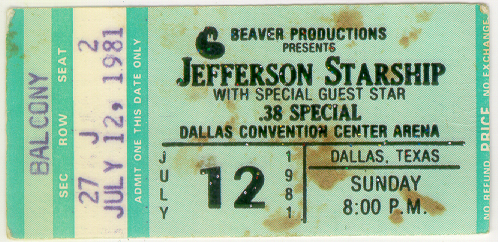 BALCONY
SEC ROW SEAT
27 J 2
JULY 12, 1981
ADMIT ONE THIS DATE ONLY
6
BEAVER PRODUCTIONS
PRESENTS
JEFFERSON STARSHIP
WITH SPECIAL GUEST STAR
.38 SPECIAL
DALLAS CONVENTION CENTER ARENA
JULY
12
1981
DALLAS, TEXAS
SUNDAY
8:00 P.M.
PRICE
NO REFUND
NO EXCHANGE